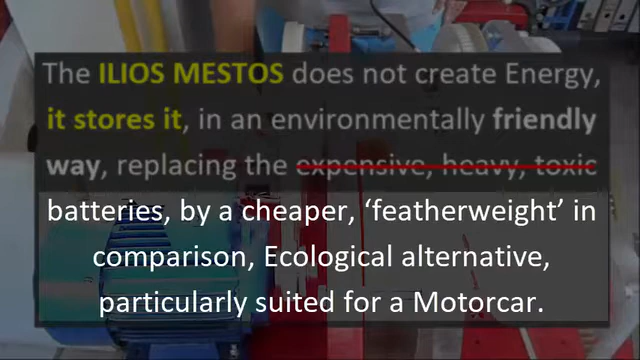 The ILIOS MESTOS does not create Energy,
it stores it, in an environmentally friendly
way, replacing the expensive, heavy, toxic
batteries, by a cheaper, ‘featherweight’ in
comparison, Ecological alternative,
particularly suited for a Motorcar.